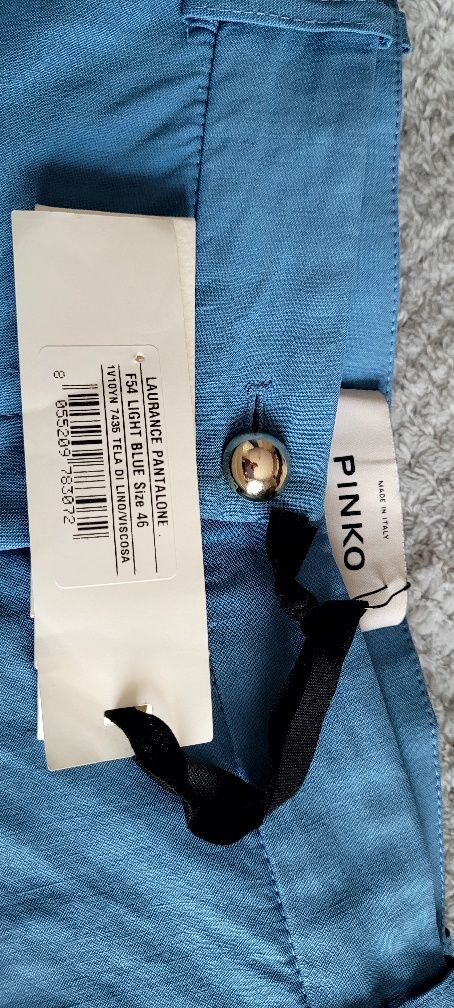 LAURANCE PANTALONE .
F54 LIGHT BLUE Size 46
1V10YN 7435 TELA DI LINO/VISCOSA
8 055209 783872
MADE IN ITALY
PINKO